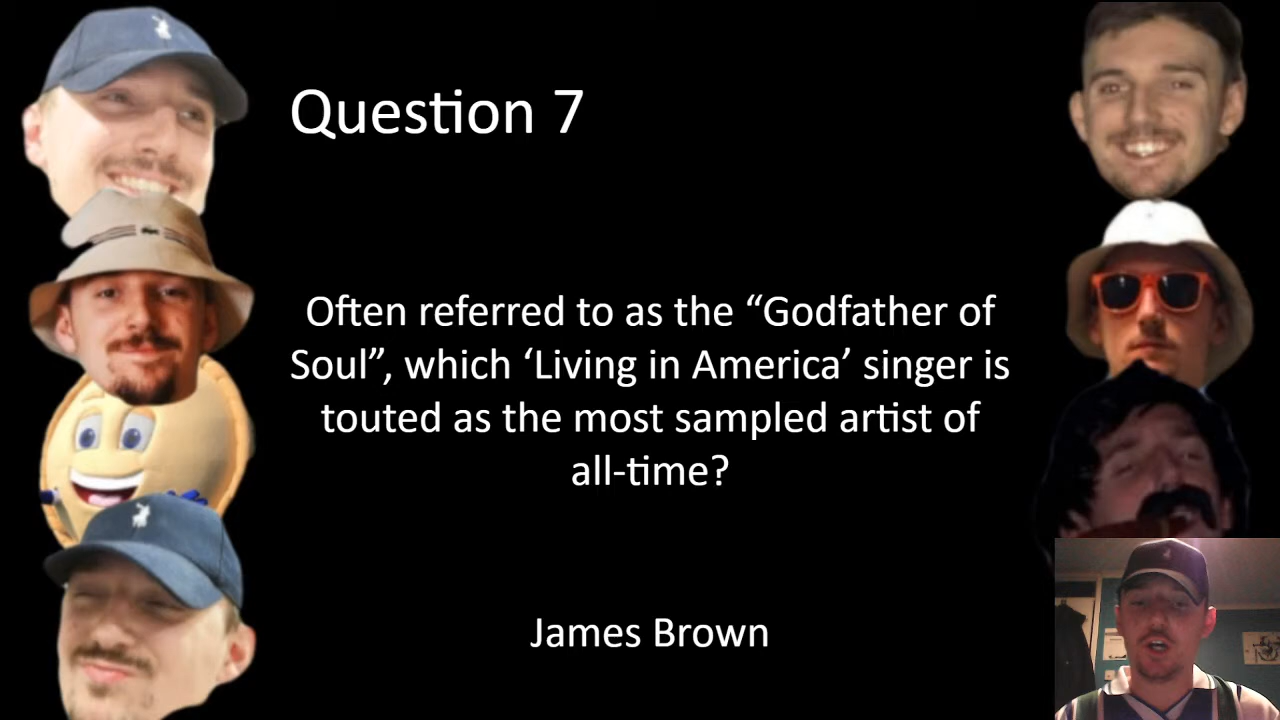 Question 7
Often referred to as the “Godfather of
Soul”, which ‘Living in America’ singer is
touted as the most sampled artist of
all-time?
James Brown